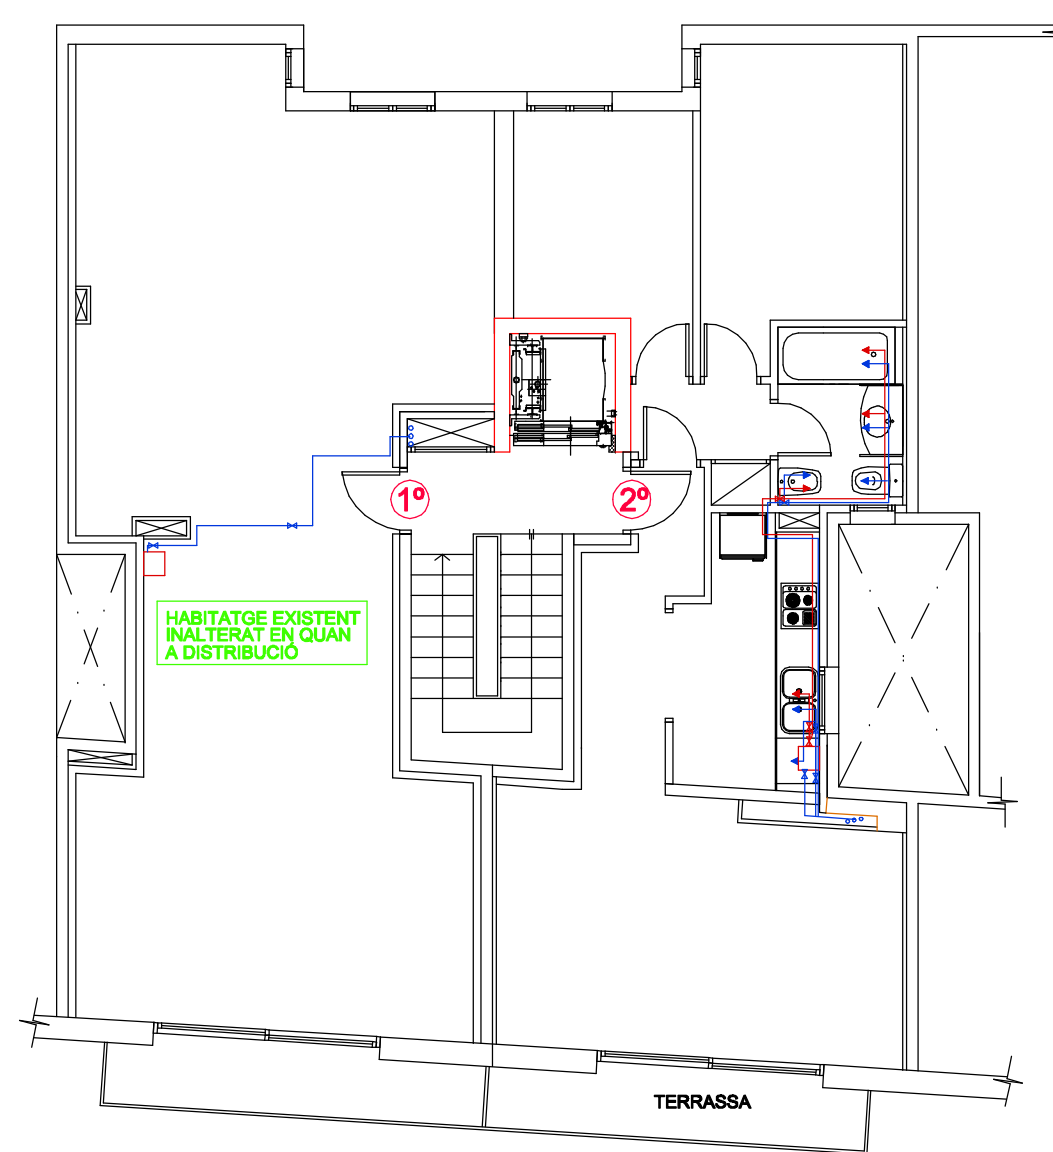 1º
2º
HABITATGE EXISTENT
INALTERAT EN QUAN
A DISTRIBUCIÓ
TERRASSA